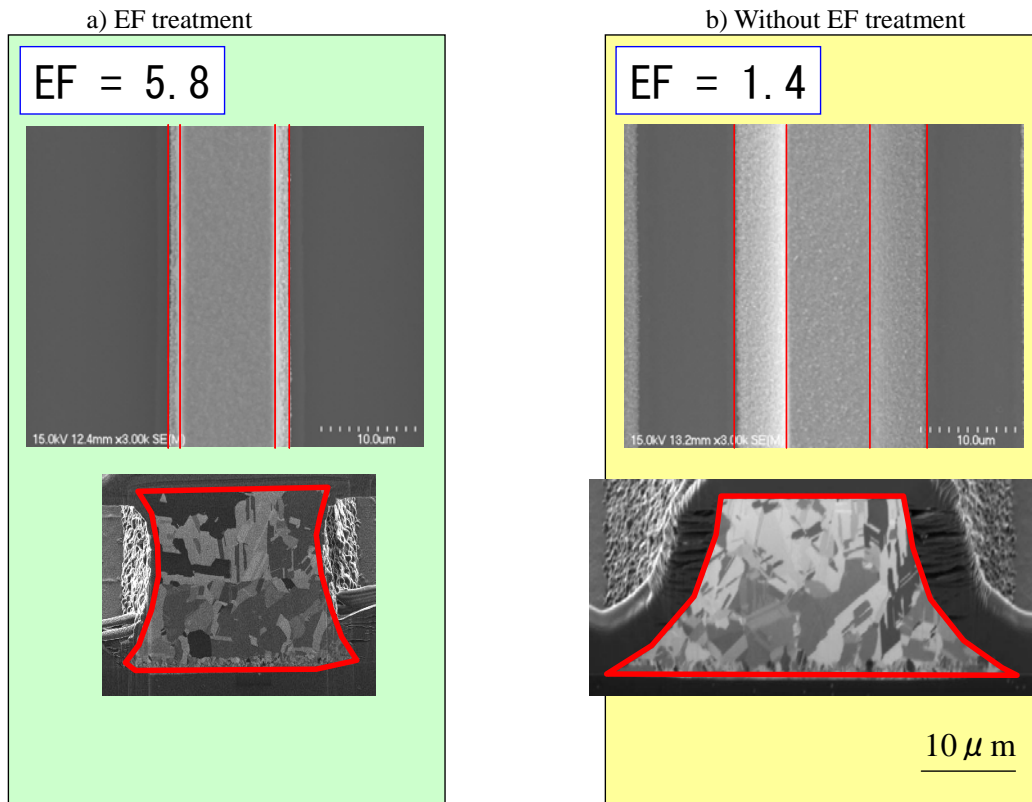 a) EF treatment
b) Without EF treatment
EF = 5.8
EF = 1.4
15.0kV 12.4mm x3.00k SE(M)
10.0um
15.0kV 13.2mm x3.00k SE(M)
10.0um
10μm